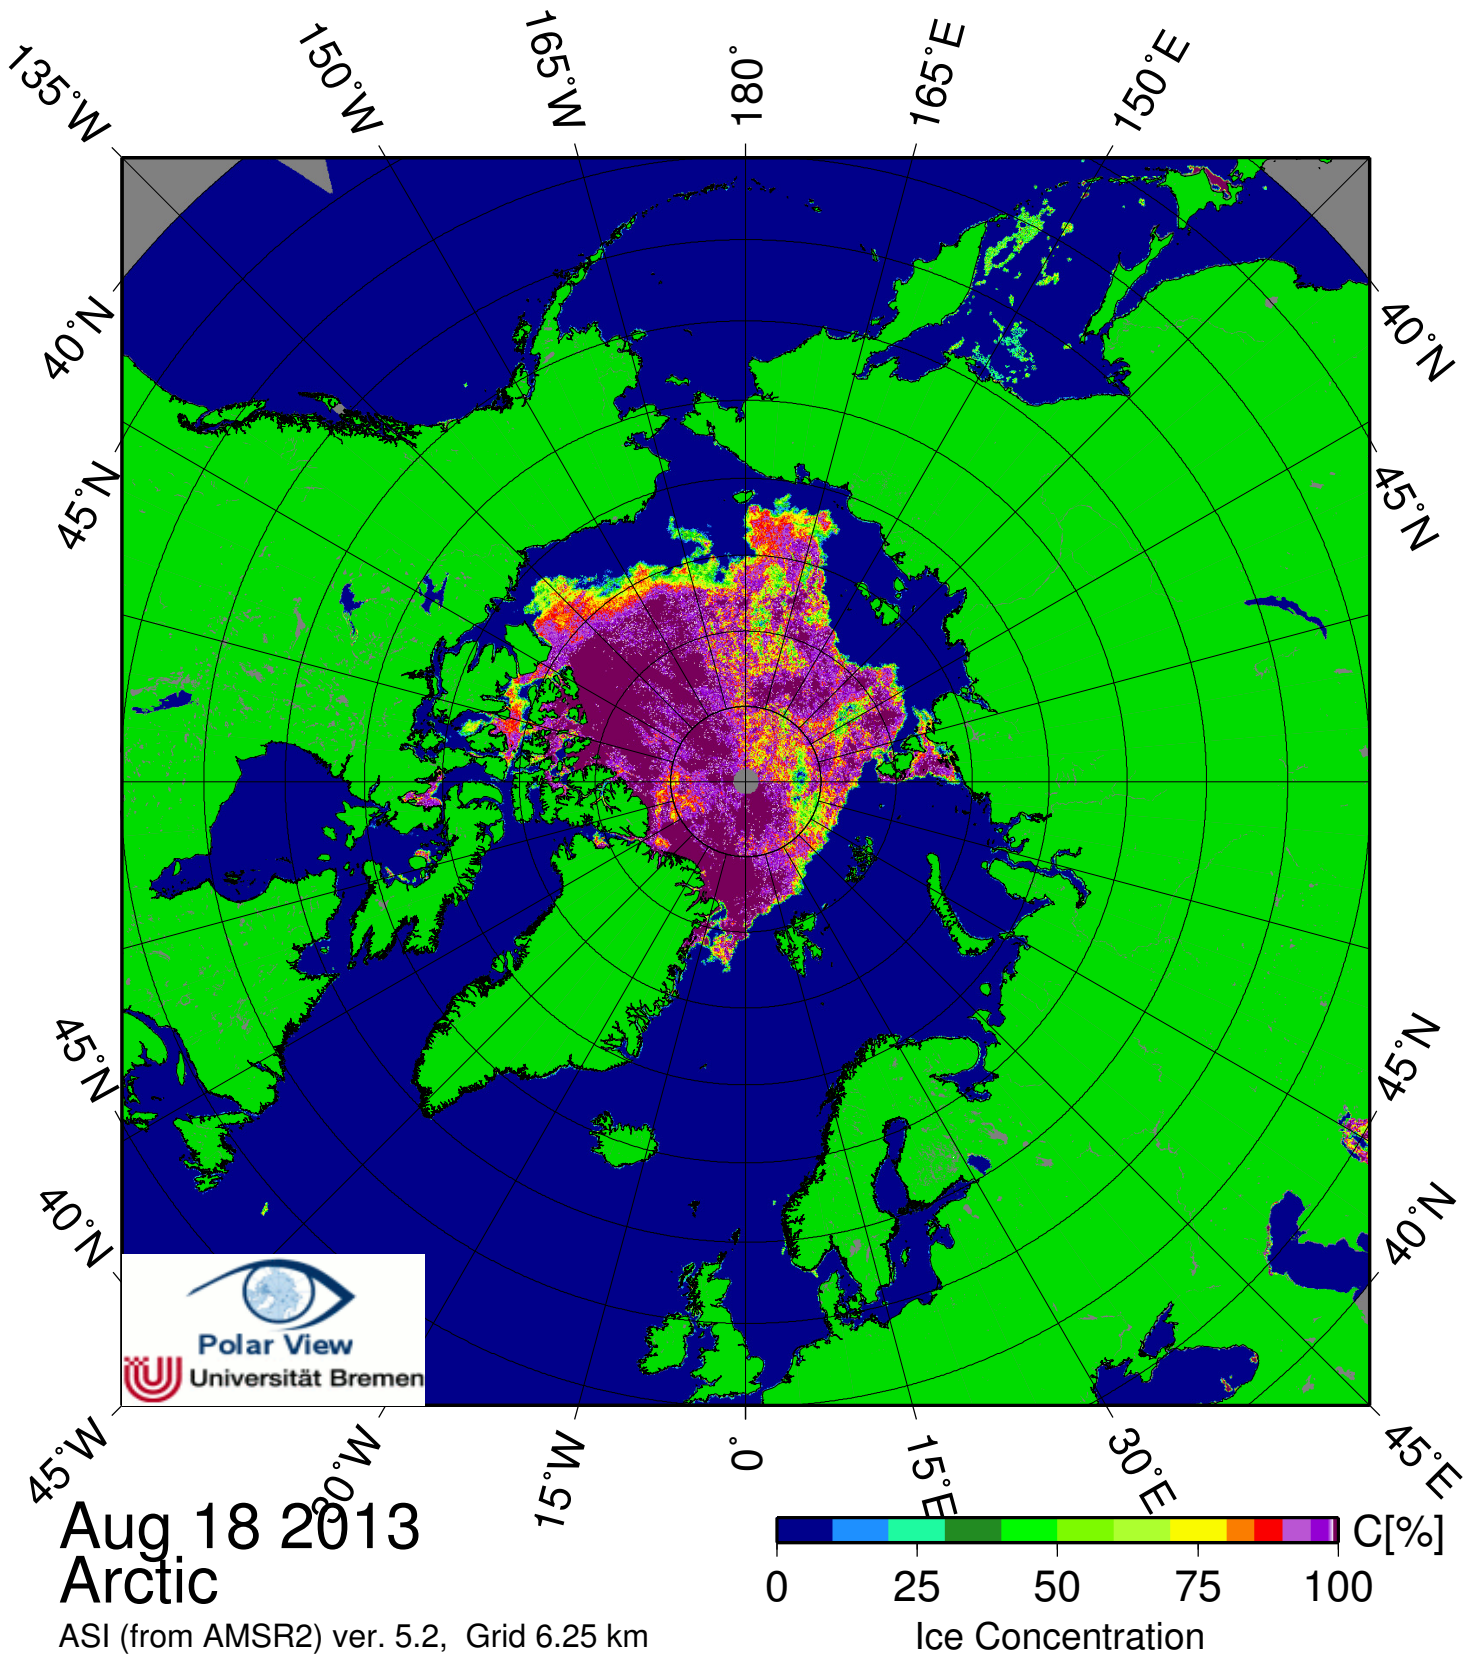 135°W
150°W
165°W
180°
165°E
150°E
40°N
40°N
45°N
45°N
45°N
45°N
40°N
40°N
Polar View
Universität Bremen
45°W
30°W
15°W
0°
15°E
30°E
45°E
Aug 18 2013
Arctic
ASI (from AMSR2) ver. 5.2, Grid 6.25 km
C[%]
0 25 50 75 100
Ice Concentration